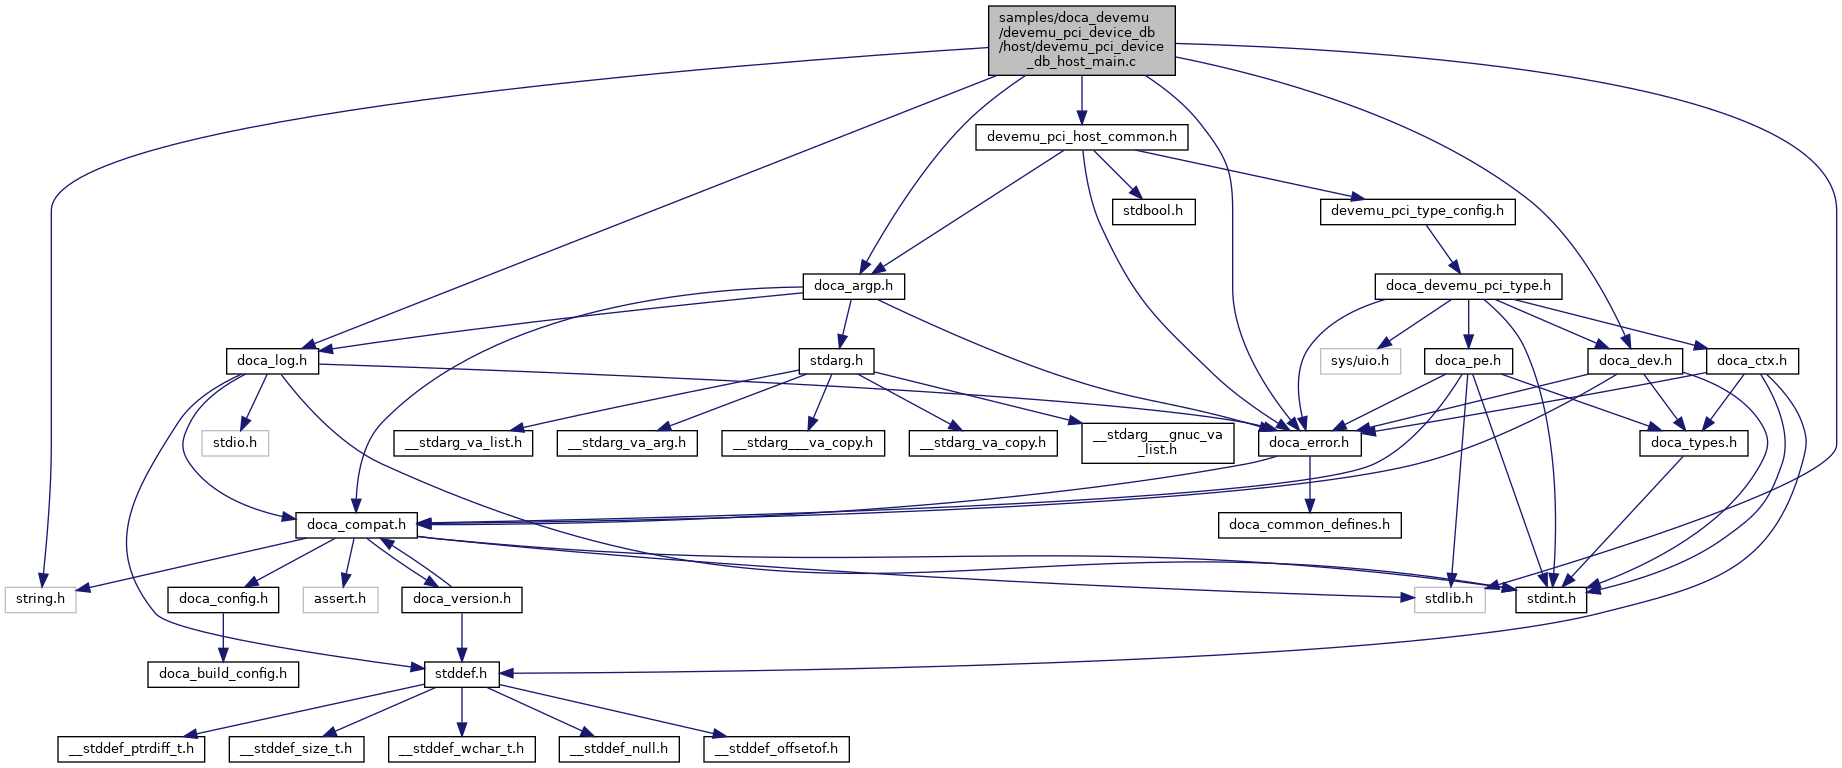 samples/doca_devemu
/devemu_pci_device_db
/host/devemu_pci_device
_db_host_main.c
devemu_pci_host_common.h
stdbool.h
devemu_pci_type_config.h
doca_argp.h
doca_devemu_pci_type.h
doca_log.h
stdarg.h
sys/uio.h
doca_pe.h
doca_dev.h
doca_ctx.h
stdio.h
__stdarg_va_list.h
__stdarg_va_arg.h
__stdarg___va_copy.h
__stdarg_va_copy.h
__stdarg___gnuc_va
_list.h
doca_error.h
doca_types.h
doca_compat.h
doca_common_defines.h
string.h
doca_config.h
assert.h
doca_version.h
stdlib.h
stdint.h
doca_build_config.h
stddef.h
__stddef_ptrdiff_t.h
__stddef_size_t.h
__stddef_wchar_t.h
__stddef_null.h
__stddef_offsetof.h